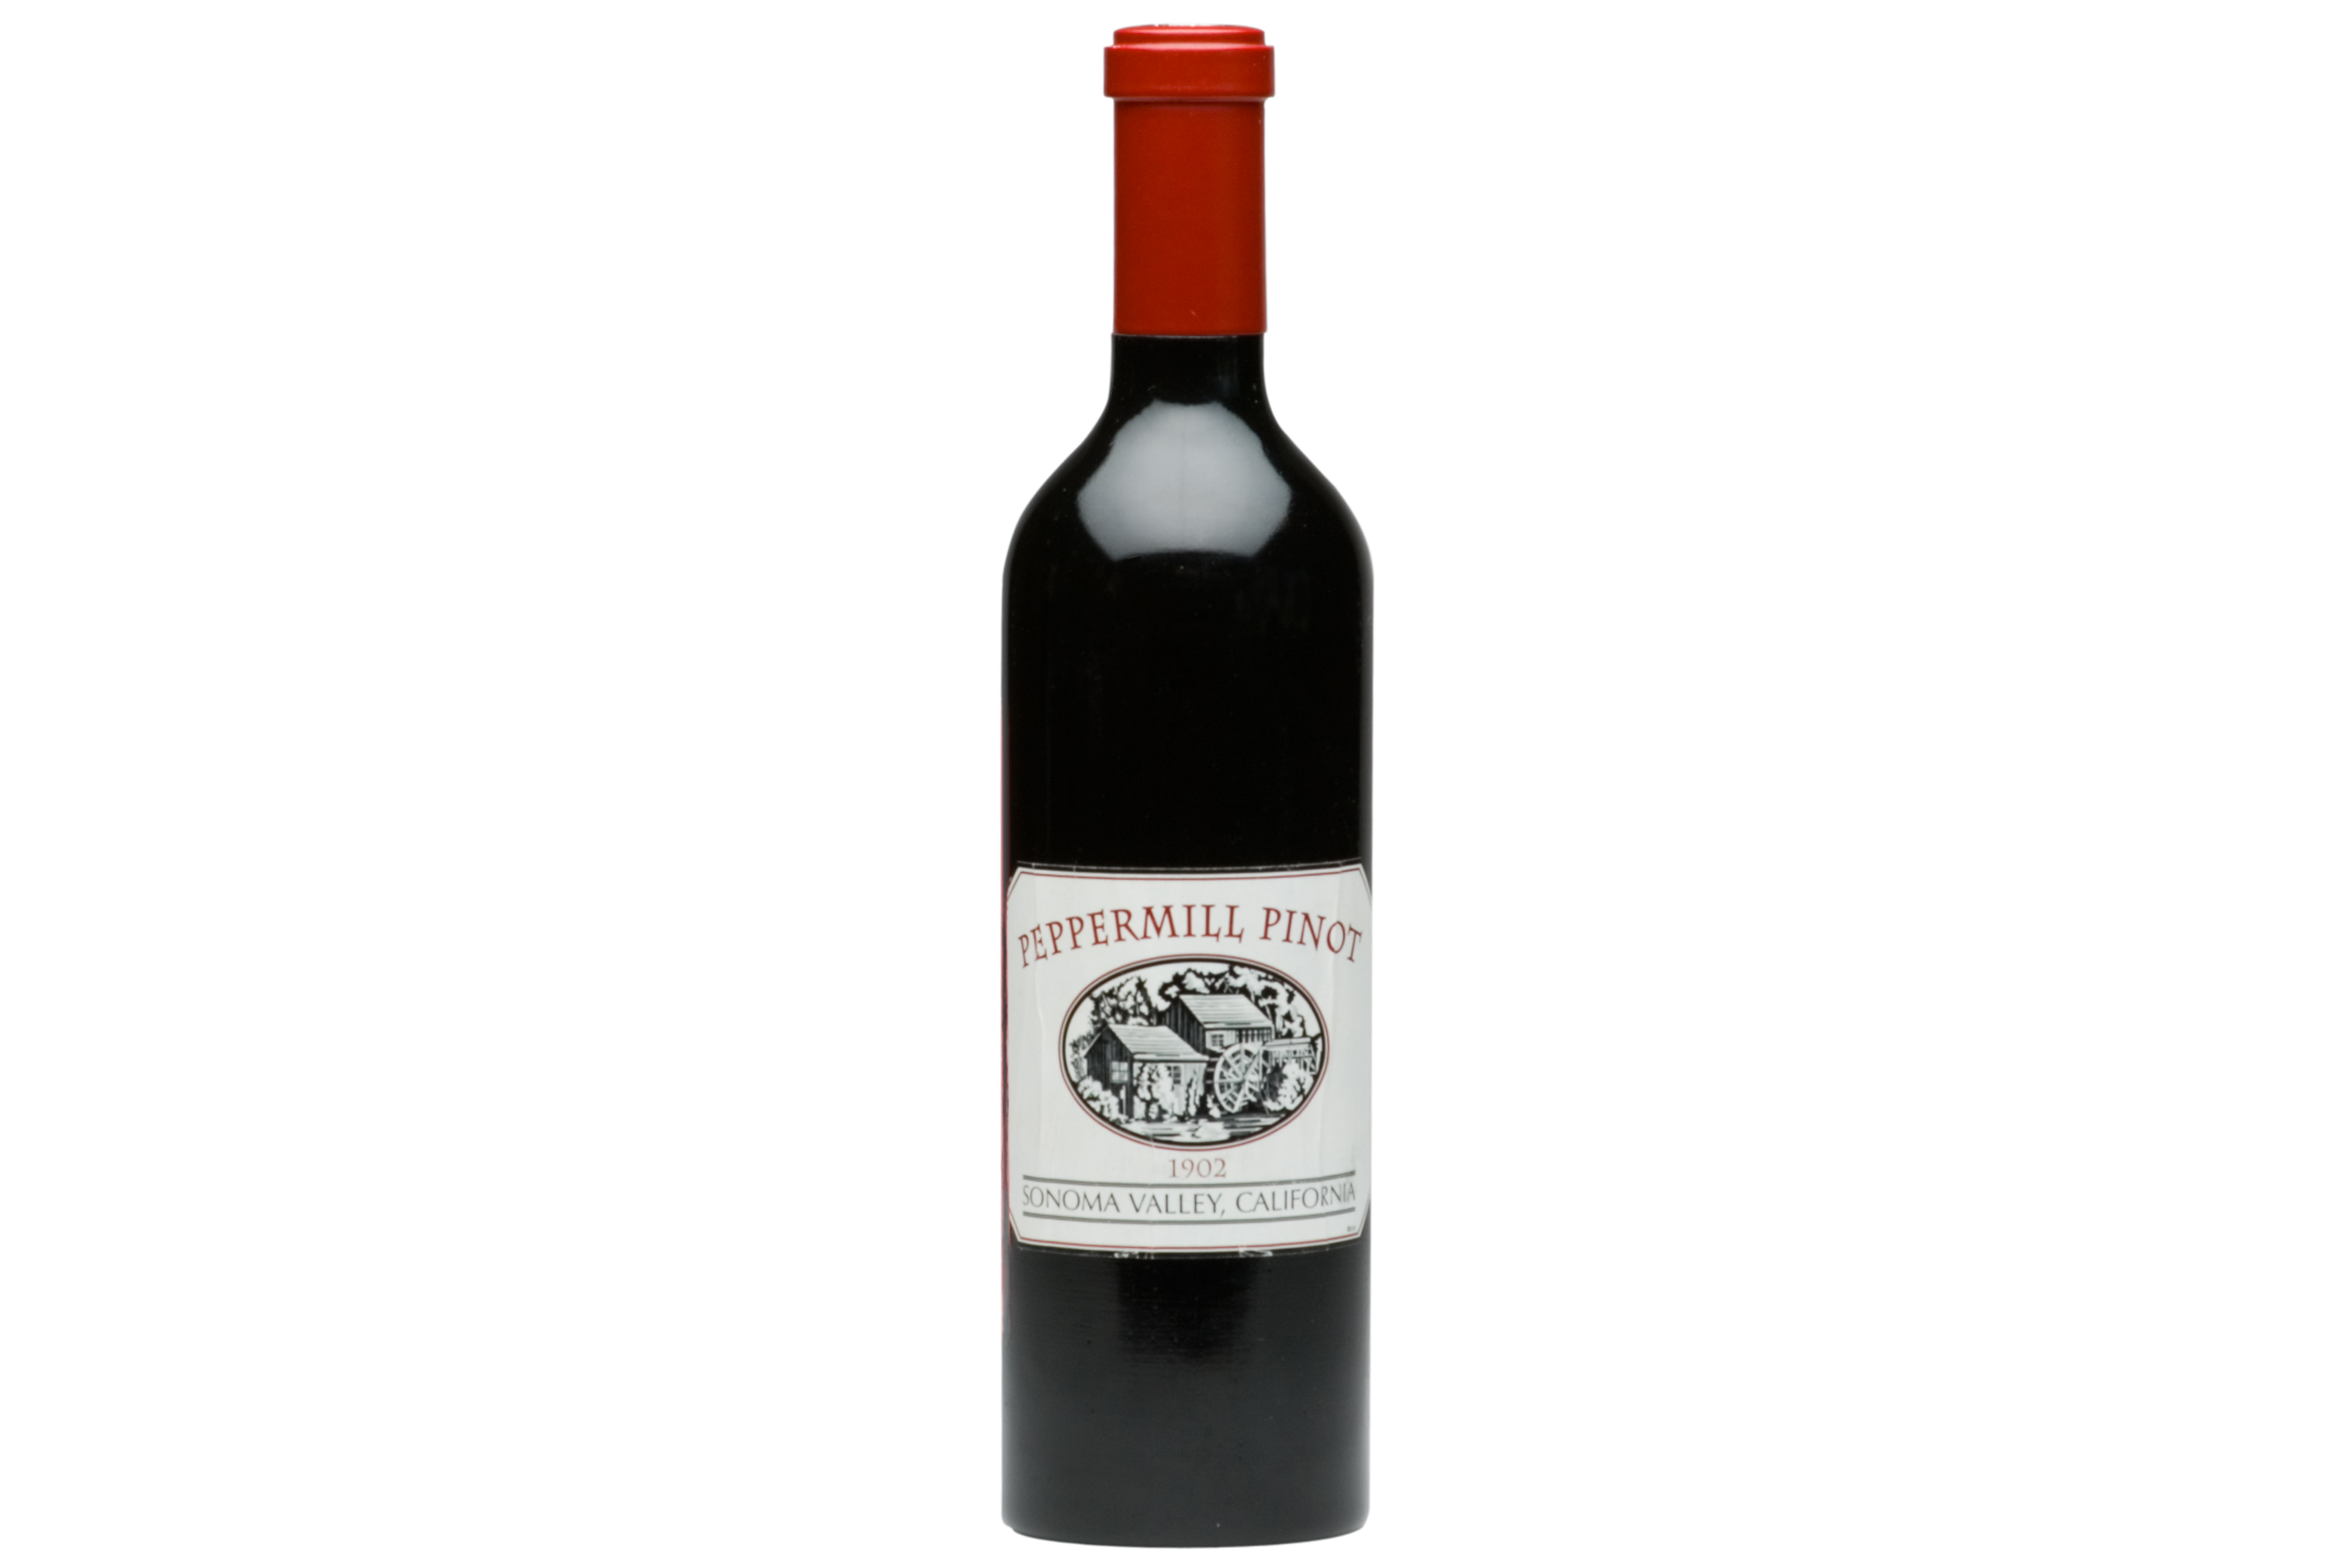 PEPPERMILL PINOT
1902
SONOMA VALLEY, CALIFORNIA